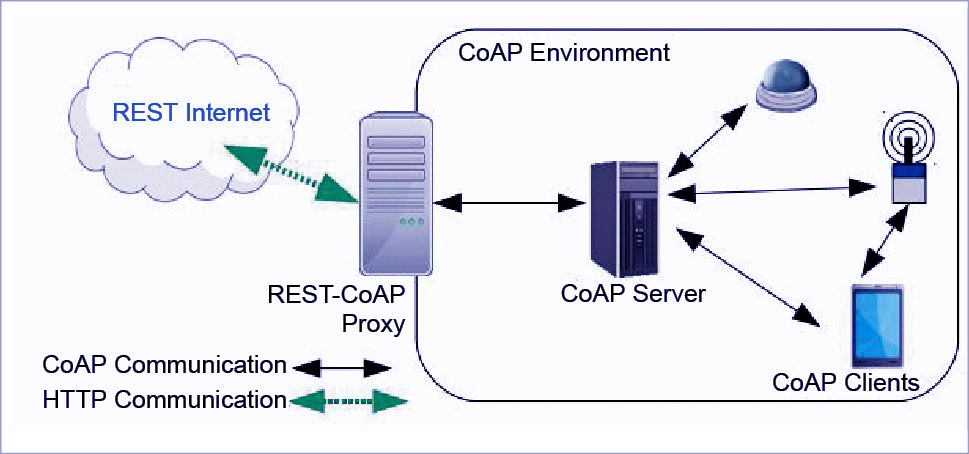 CoAP Environment
REST Internet
REST-CoAP
Proxy
CoAP Server
CoAP Communication
HTTP Communication
CoAP Clients